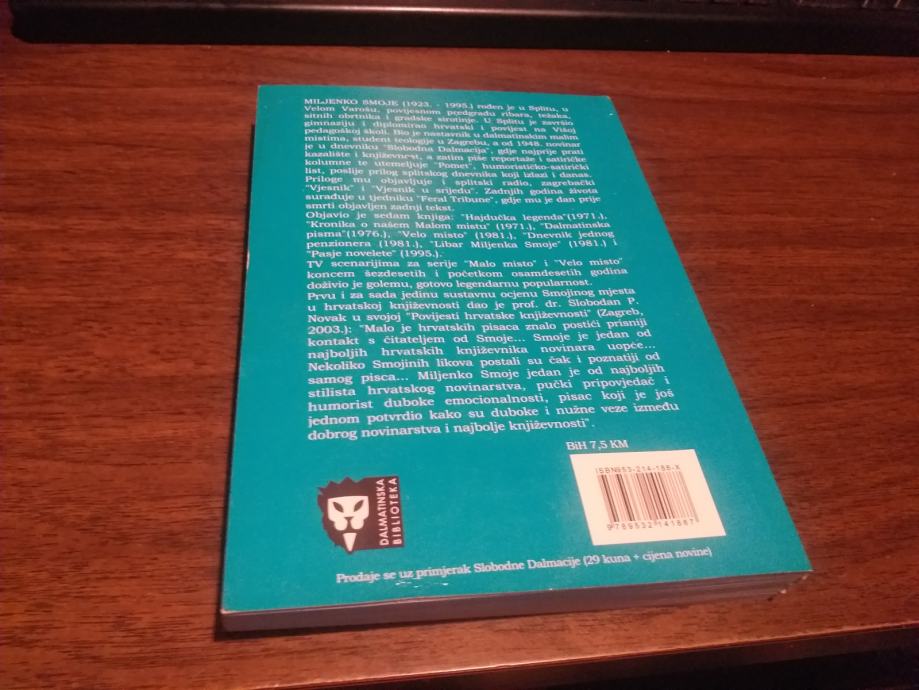 MILJENKO SMOJE (1923. - 1995.) rođen je u Splitu, u
Velom Varošu, povijesnom predgrađu ribara, težaka,
sitnih obrtnika i gradske sirotinje. U Splitu je završio
gimnaziju i diplomirao hrvatski i povijest na Višoj
pedagoškoj školi. Bio je nastavnik u dalmatinskim malim
mistima, student teologije u Zagrebu, a od 1948. novinar
je u dnevniku "Slobodna Dalmacija", gdje najprije prati
kazalište i književnost, a zatim piše reportaže i satiričke
kolumne te utemeljuje "Pomet", humorističko-satirički
list, poslije prilog splitskog dnevnika koji izlazi i danas.
Priloge mu objavljuje i splitski radio, zagrebački
"Vjesnik" i "Vjesnik u srijedu". Zadnjih godina života
surađuje u tjedniku "Feral Tribune", gdje mu je dan prije
smrti objavljen zadnji tekst.
Objavio je sedam knjiga: "Hajdučka legenda"(1971.),
"Kronika o našem Malom mistu" (1971.), "Dalmatinska
pisma"(1976.), "Velo misto" (1981.), "Dnevnik jednog
penzionera (1981.), "Libar Miljenka Smoje" (1981.) i
"Pasje novelete" (1995.).
TV scenarijima za serije "Malo misto" i "Velo misto"
koncem šezdesetih i početkom osamdesetih godina
doživio je golemu, gotovo legendarnu popularnost.
Prvu i za sada jedinu sustavnu ocjenu Smojinog mjesta
u hrvatskoj književnosti dao je prof. dr. Slobodan P.
Novak u svojoj "Povijesti hrvatske književnosti" (Zagreb,
2003.): "Malo je hrvatskih pisaca znalo postići prisniji
kontakt s čitateljem od Smoje... Smoje je jedan od
najboljih hrvatskih književnika novinara uopće...
Nekoliko Smojinih likova postali su čak i poznatiji od
samog pisca... Miljenko Smoje jedan je od najboljih
stilista hrvatskog novinarstva, pučki pripovjedač i
humorist duboke emocionalnosti, pisac koji je još
jednom potvrdio kako su duboke i nužne veze između
dobrog novinarstva i najbolje književnosti".
BiH 7,5 KM
ISBN953-214-186-X
9 789532 141887
DALMATINSKA
BIBLIOTEKA
Prodaje se uz primjerak Slobodne Dalmacije (29 kuna + cijena novine)